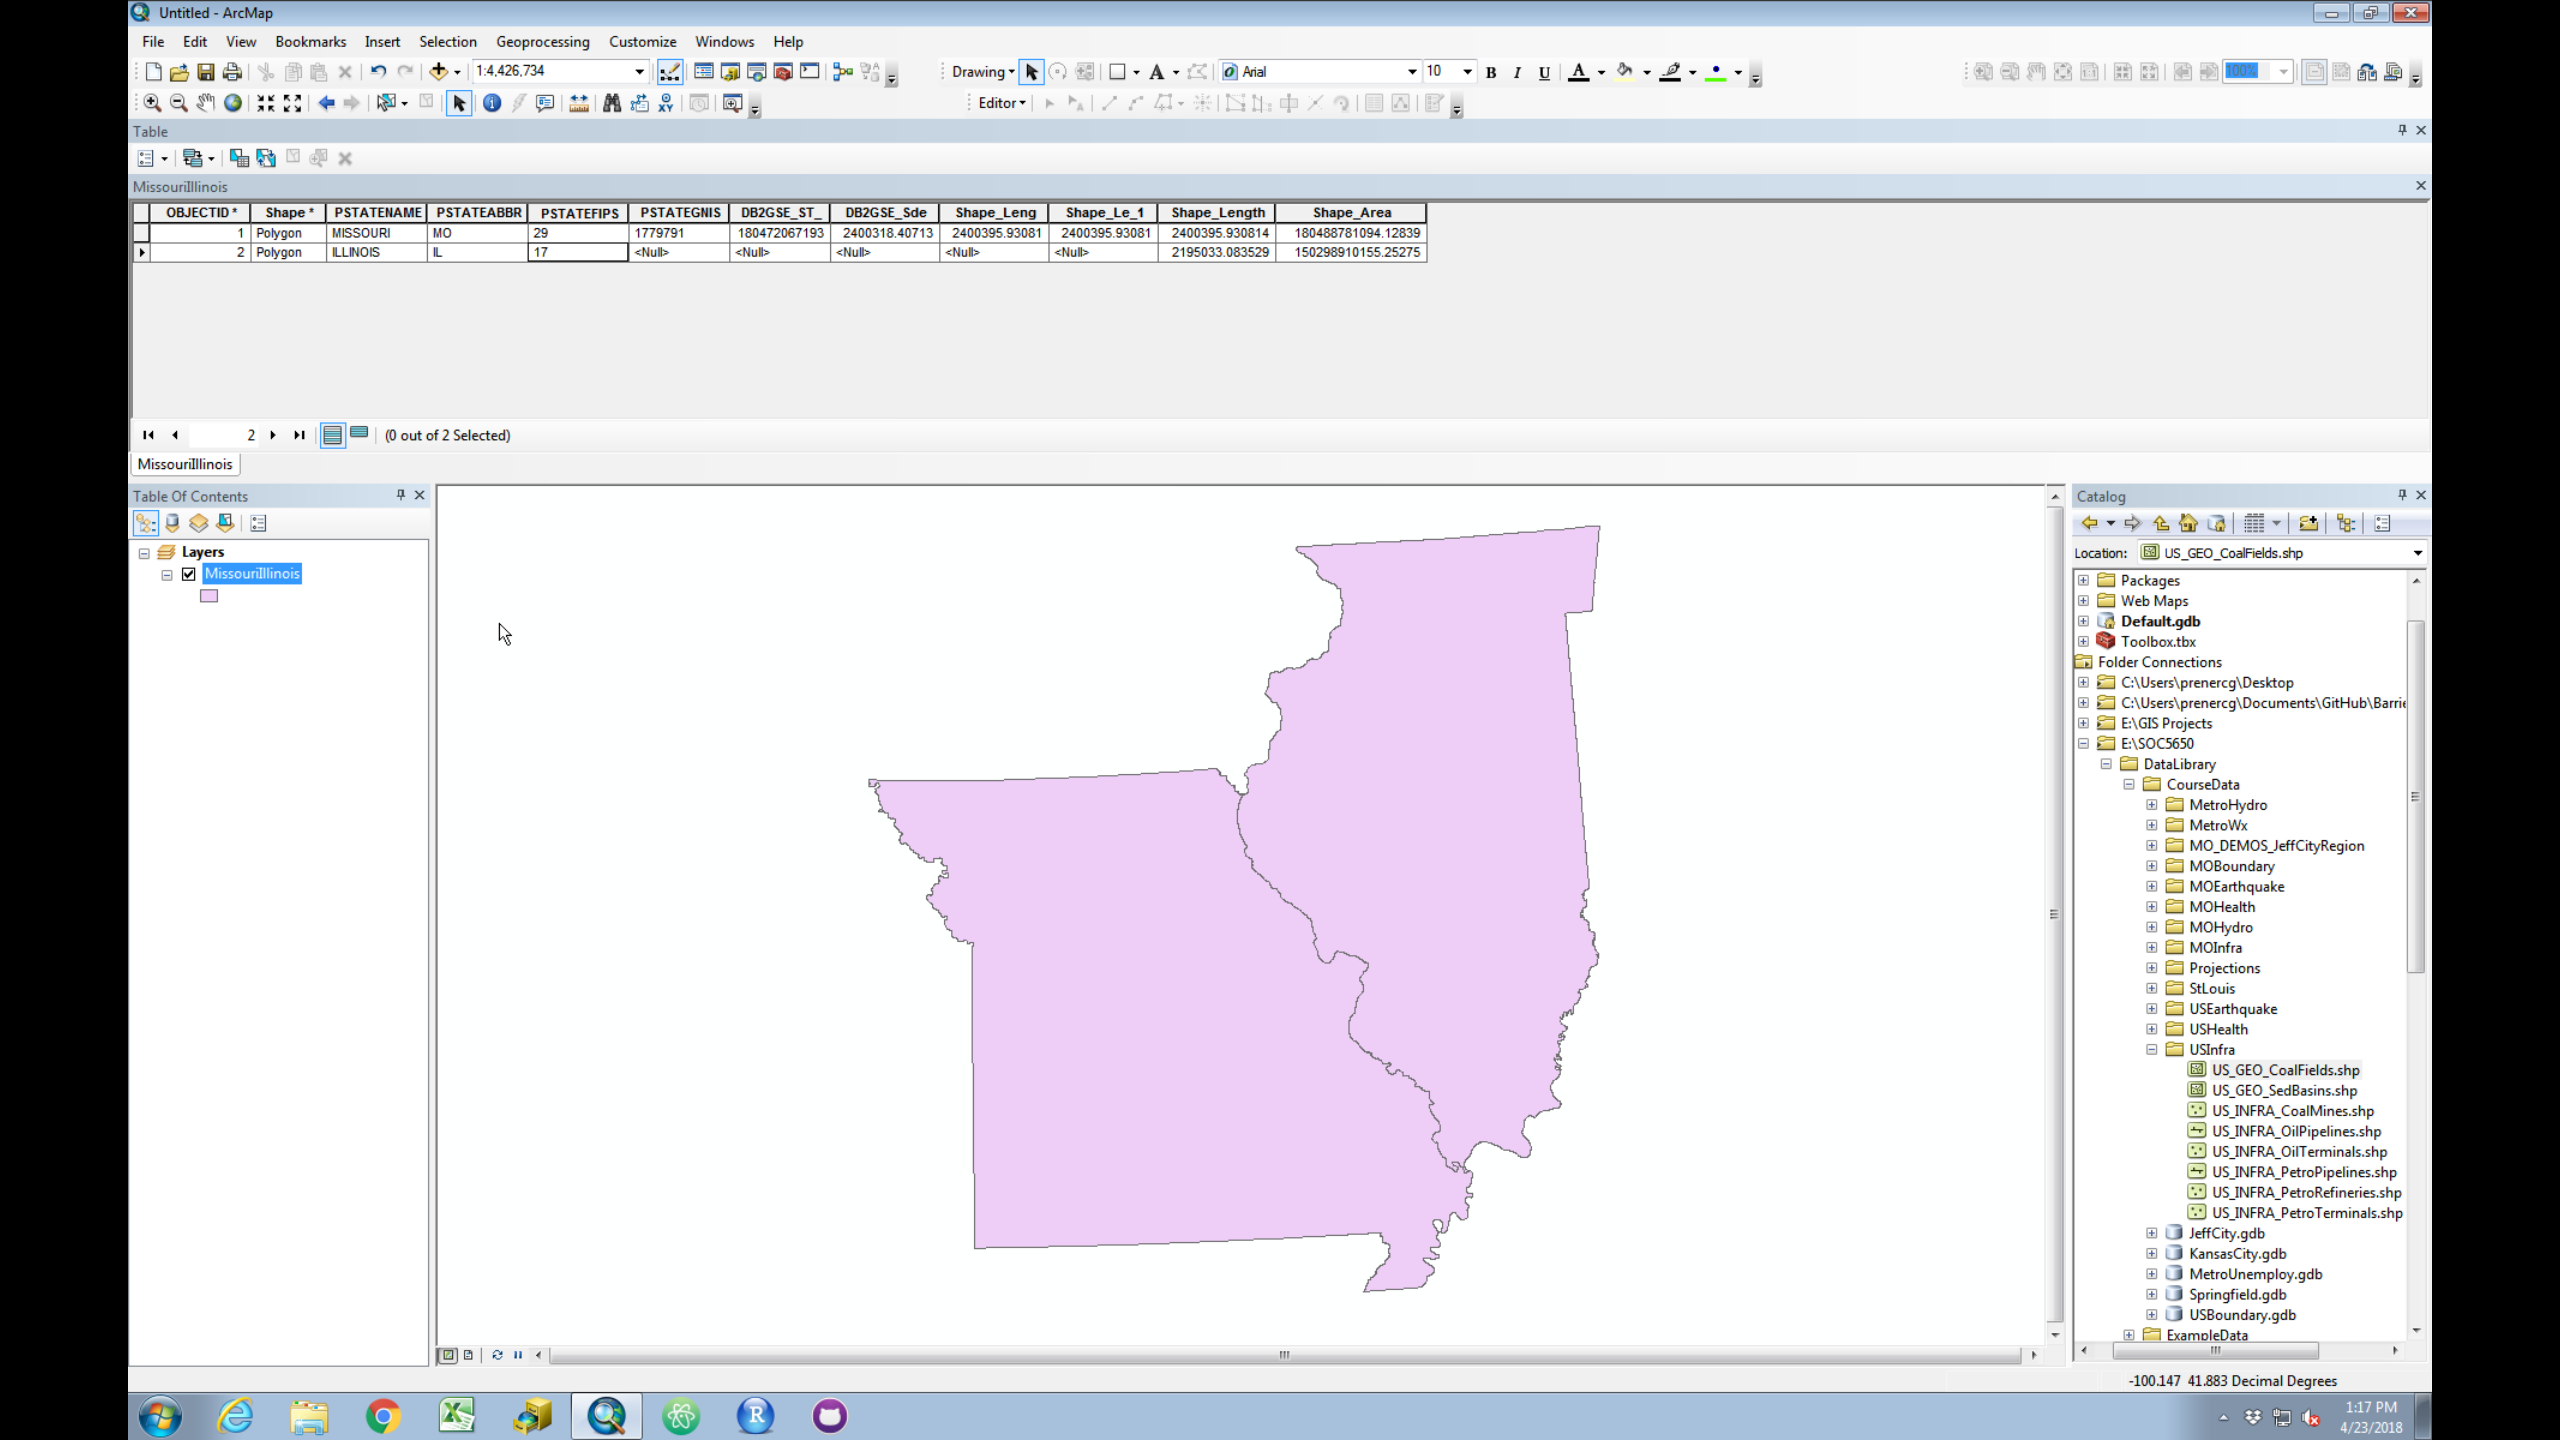 Untitled - ArcMap
File Edit View Bookmarks Insert Selection Geoprocessing Customize Windows Help
1:4,426,734 Drawing A Arial 10 B I U A 100%
Editor
Table
MissouriIllinois
OBJECTID * Shape * PSTATENAME PSTATEABBR PSTATEFIPS PSTATEGNIS DB2GSE_ST_ DB2GSE_Sde Shape_Leng Shape_Le_1 Shape_Length Shape_Area
1 Polygon MISSOURI MO 29 1779791 180472067193 2400318.40713 2400395.93081 2400395.93081 2400395.930814 180488781094.12839
2 Polygon ILLINOIS IL 17 <Null> <Null> <Null> <Null> <Null> 2195033.083529 150298910155.25275
2 (0 out of 2 Selected)
MissouriIllinois
Table Of Contents
Layers
MissouriIllinois
Catalog
Location: US_GEO_CoalFields.shp
Packages
Web Maps
Default.gdb
Toolbox.tbx
Folder Connections
C:\Users\prenercg\Desktop
C:\Users\prenercg\Documents\GitHub\Barrie
E:\GIS Projects
E:\SOC5650
DataLibrary
CourseData
MetroHydro
MetroWx
MO_DEMOS_JeffCityRegion
MOBoundary
MOEarthquake
MOHealth
MOHydro
MOInfra
Projections
StLouis
USEarthquake
USHealth
USInfra
US_GEO_CoalFields.shp
US_GEO_SedBasins.shp
US_INFRA_CoalMines.shp
US_INFRA_OilPipelines.shp
US_INFRA_OilTerminals.shp
US_INFRA_PetroPipelines.shp
US_INFRA_PetroRefineries.shp
US_INFRA_PetroTerminals.shp
JeffCity.gdb
KansasCity.gdb
MetroUnemploy.gdb
Springfield.gdb
USBoundary.gdb
ExampleData
-100.147 41.883 Decimal Degrees
1:17 PM
4/23/2018